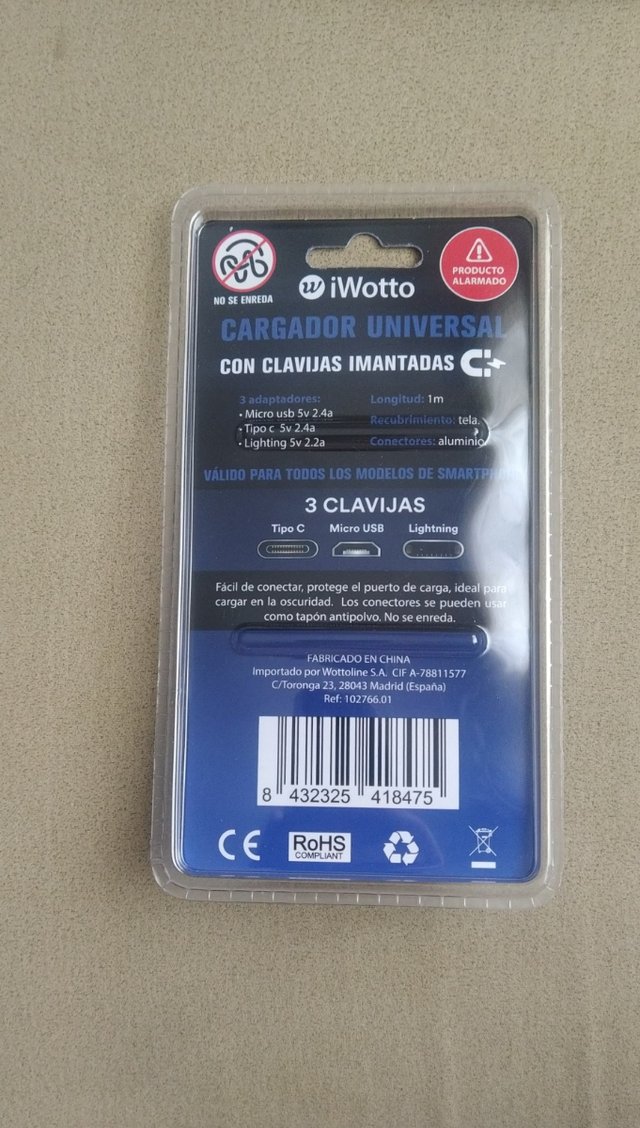 NO SE ENREDA
w iWotto
PRODUCTO
ALARMADO
CARGADOR UNIVERSAL
CON CLAVIJAS IMANTADAS
3 adaptadores:
• Micro usb 5v 2.4a
• Tipo c 5v 2.4a
• Lighting 5v 2.2a
Longitud: 1m
Recubrimiento: tela.
Conectores: aluminio
VÁLIDO PARA TODOS LOS MODELOS DE SMARTPHONE
3 CLAVIJAS
Tipo C Micro USB Lightning
Fácil de conectar, protege el puerto de carga, ideal para
cargar en la oscuridad. Los conectores se pueden usar
como tapón antipolvo. No se enreda.
FABRICADO EN CHINA
Importado por Wottoline S.A. CIF A-78811577
C/Toronga 23, 28043 Madrid (España)
Ref: 102766.01
8 432325 418475
CE RoHS
COMPLIANT